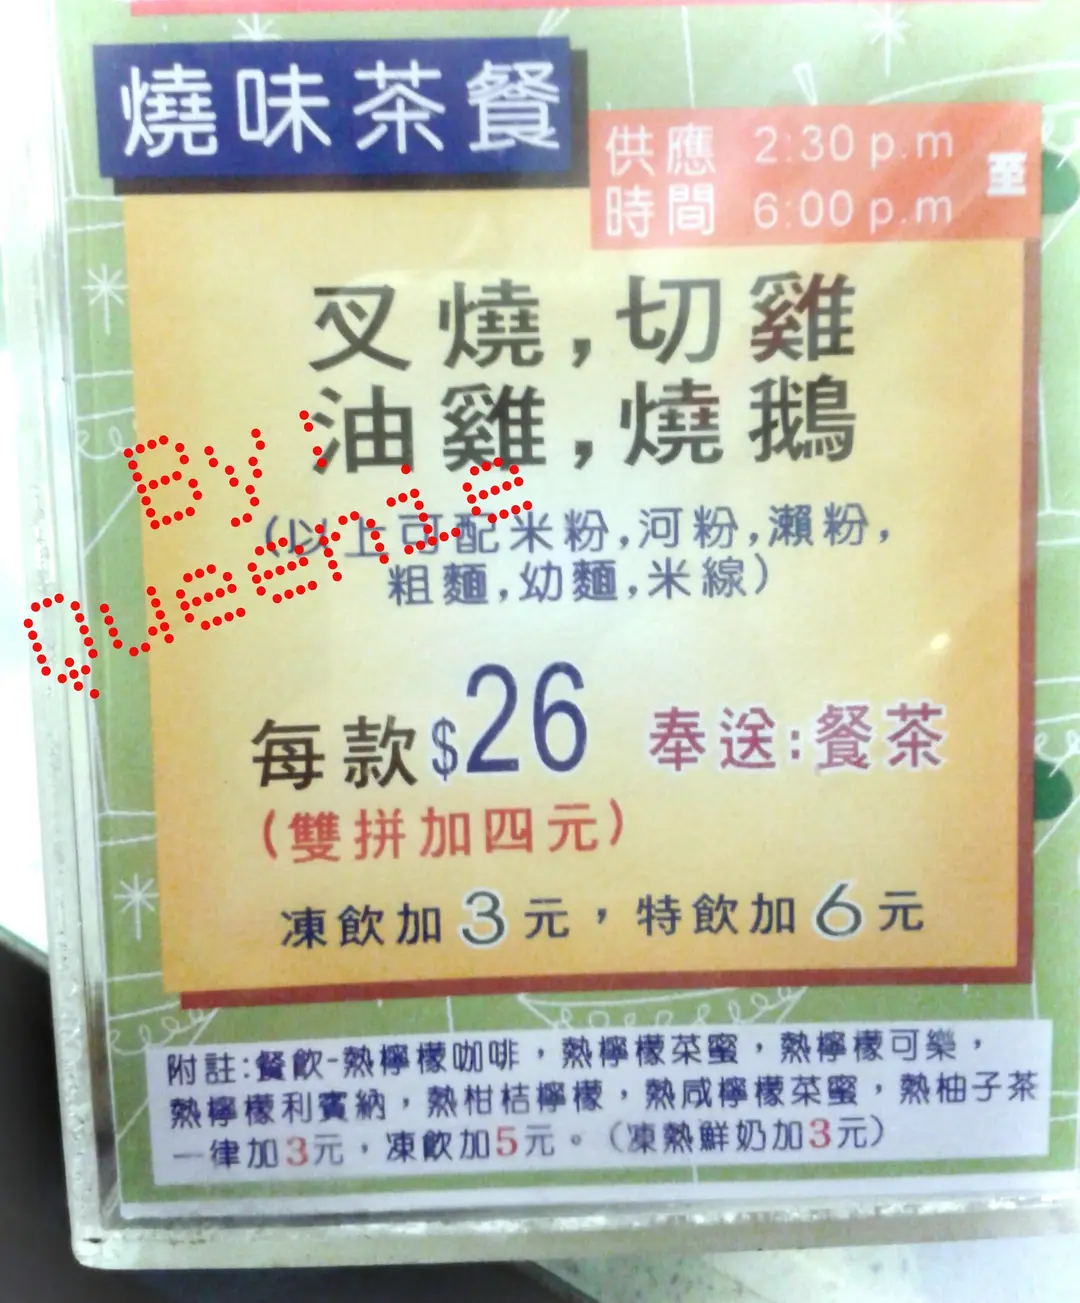 燒味茶餐
供應時間 2:30 p.m 至 6:00 p.m
叉燒,切雞
油雞,燒鵝
(以上可配米粉,河粉,瀨粉,
粗麵,幼麵,米線)
每款$26 奉送:餐茶
(雙拼加四元)
凍飲加3元，特飲加6元
附註:餐飲-熱檸檬咖啡，熱檸檬菜蜜，熱檸檬可樂，
熱檸檬利賓納，熱柑桔檸檬，熱咸檸檬菜蜜，熱柚子茶
一律加3元，凍飲加5元。(凍熱鮮奶加3元)
By :
Queenie